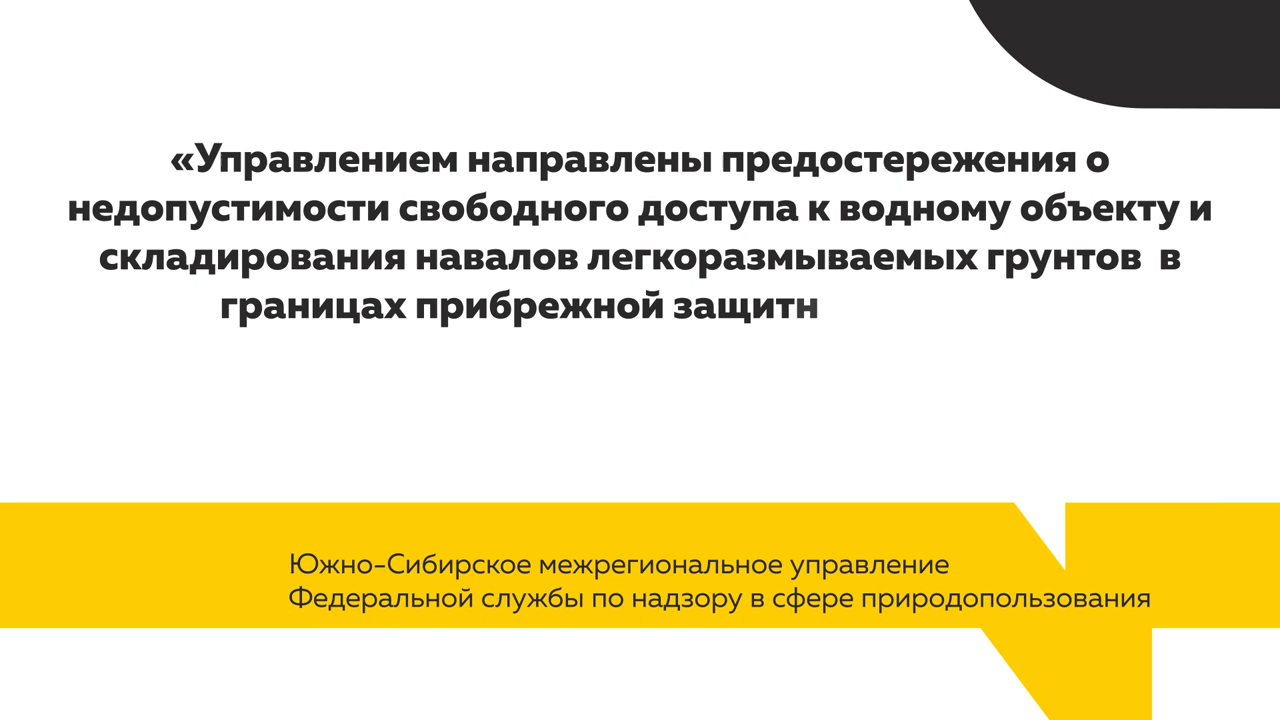 «Управлением направлены предостережения о
недопустимости свободного доступа к водному объекту и
складирования навалов легкоразмываемых грунтов в
границах прибрежной защитн
Южно-Сибирское межрегиональное управление
Федеральной службы по надзору в сфере природопользования